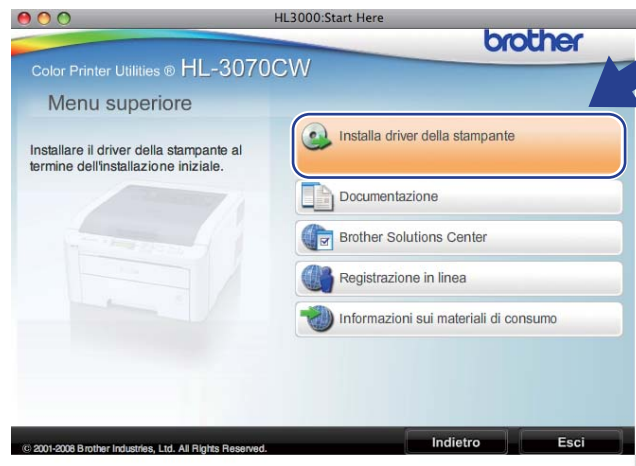 HL3000:Start Here
brother
Color Printer Utilities ® HL-3070CW
Menu superiore
Installare il driver della stampante al
termine dell'installazione iniziale.
Installa driver della stampante
Documentazione
Brother Solutions Center
Registrazione in linea
Informazioni sui materiali di consumo
© 2001-2008 Brother Industries, Ltd. All Rights Reserved.
Indietro
Esci